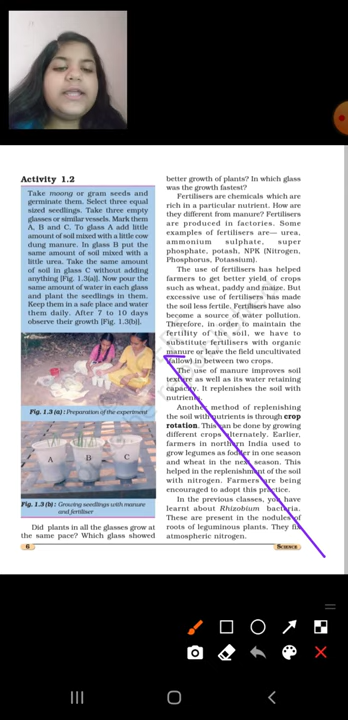 Activity 1.2
Take moong or gram seeds and
germinate them. Select three equal
sized seedlings. Take three empty
glasses or similar vessels. Mark them
A, B and C. To glass A add little
amount of soil mixed with a little cow
dung manure. In glass B put the
same amount of soil mixed with a
little urea. Take the same amount
of soil in glass C without adding
anything [Fig. 1.3(a)]. Now pour the
same amount of water in each glass
and plant the seedlings in them.
Keep them in a safe place and water
them daily. After 7 to 10 days
observe their growth [Fig. 1.3(b)].
Fig. 1.3 (a) : Preparation of the experiment
A
B
C
Fig. 1.3 (b) : Growing seedlings with manure
and fertiliser
Did plants in all the glasses grow at
the same pace? Which glass showed
better growth of plants? In which glass
was the growth fastest?
Fertilisers are chemicals which are
rich in a particular nutrient. How are
they different from manure? Fertilisers
are produced in factories. Some
examples of fertilisers are— urea,
ammonium sulphate, super
phosphate, potash, NPK (Nitrogen,
Phosphorus, Potassium).
The use of fertilisers has helped
farmers to get better yield of crops
such as wheat, paddy and maize. But
excessive use of fertilisers has made
the soil less fertile. Fertilisers have also
become a source of water pollution.
Therefore, in order to maintain the
fertility of the soil, we have to
substitute fertilisers with organic
manure or leave the field uncultivated
(fallow) in between two crops.
The use of manure improves soil
texture as well as its water retaining
capacity. It replenishes the soil with
nutrients.
Another method of replenishing
the soil with nutrients is through crop
rotation. This can be done by growing
different crops alternately. Earlier,
farmers in northern India used to
grow legumes as fodder in one season
and wheat in the next season. This
helped in the replenishment of the soil
with nitrogen. Farmers are being
encouraged to adopt this practice.
In the previous classes, you have
learnt about Rhizobium bacteria.
These are present in the nodules of
roots of leguminous plants. They fix
atmospheric nitrogen.
6
SCIENCE